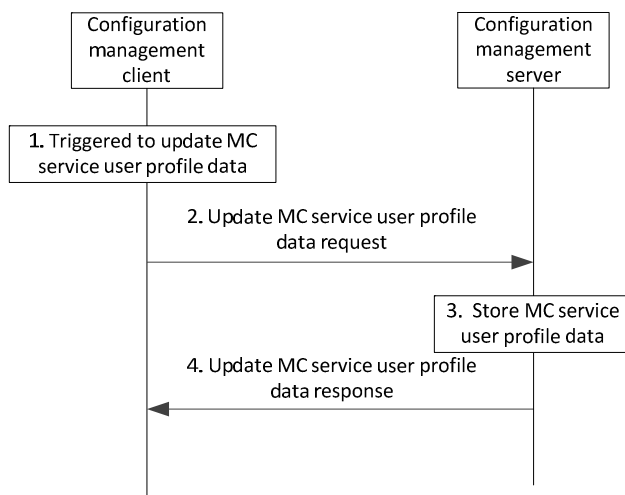 Configuration
management
client
Configuration
management
server
1. Triggered to update MC
service user profile data
2. Update MC service user profile
data request
3. Store MC service
user profile data
4. Update MC service user profile
data response